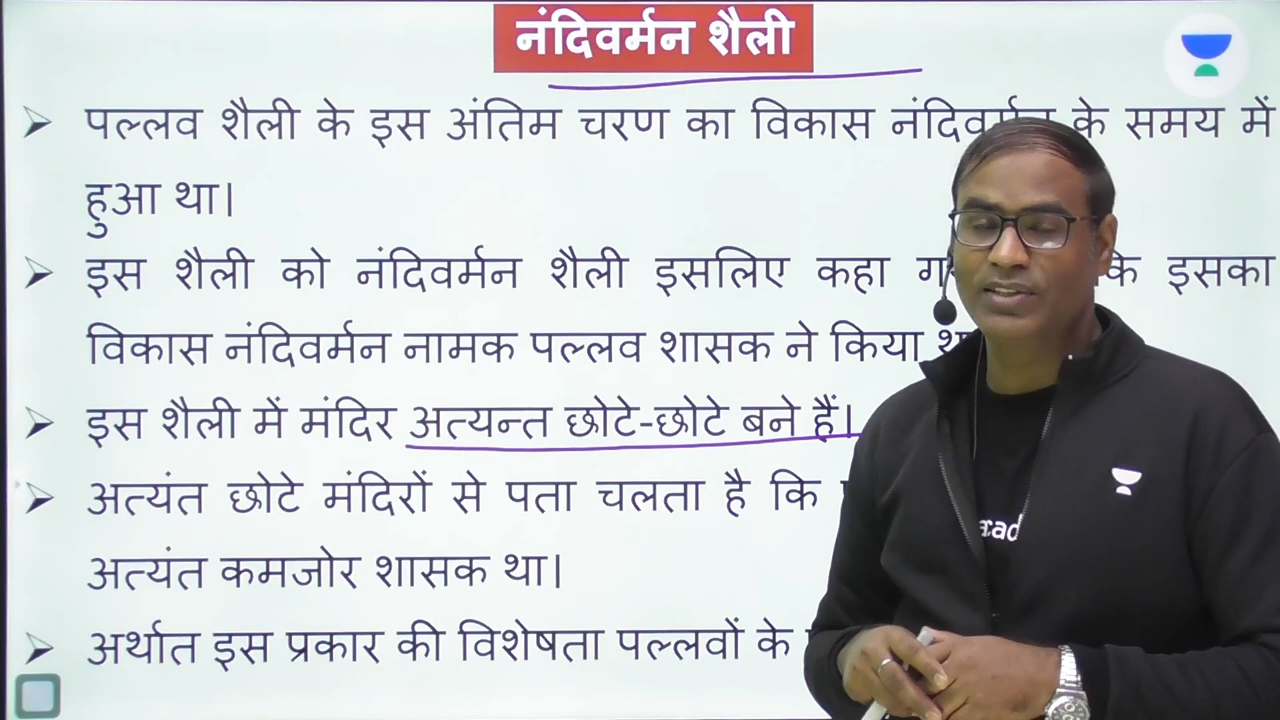 नंदिवर्मन शैली
पल्लव शैली के इस अंतिम चरण का विकास के समय में
हुआ था।
इस शैली को नंदिवर्मन शैली इसलिए कहा इसका
विकास नंदिवर्मन नामक पल्लव शासक ने किया
इस शैली में मंदिर अत्यन्त छोटे-छोटे बने हैं।
अत्यंत छोटे मंदिरों से पता चलता है कि
अत्यंत कमजोर शासक था।
अर्थात इस प्रकार की विशेषता पल्लवों के